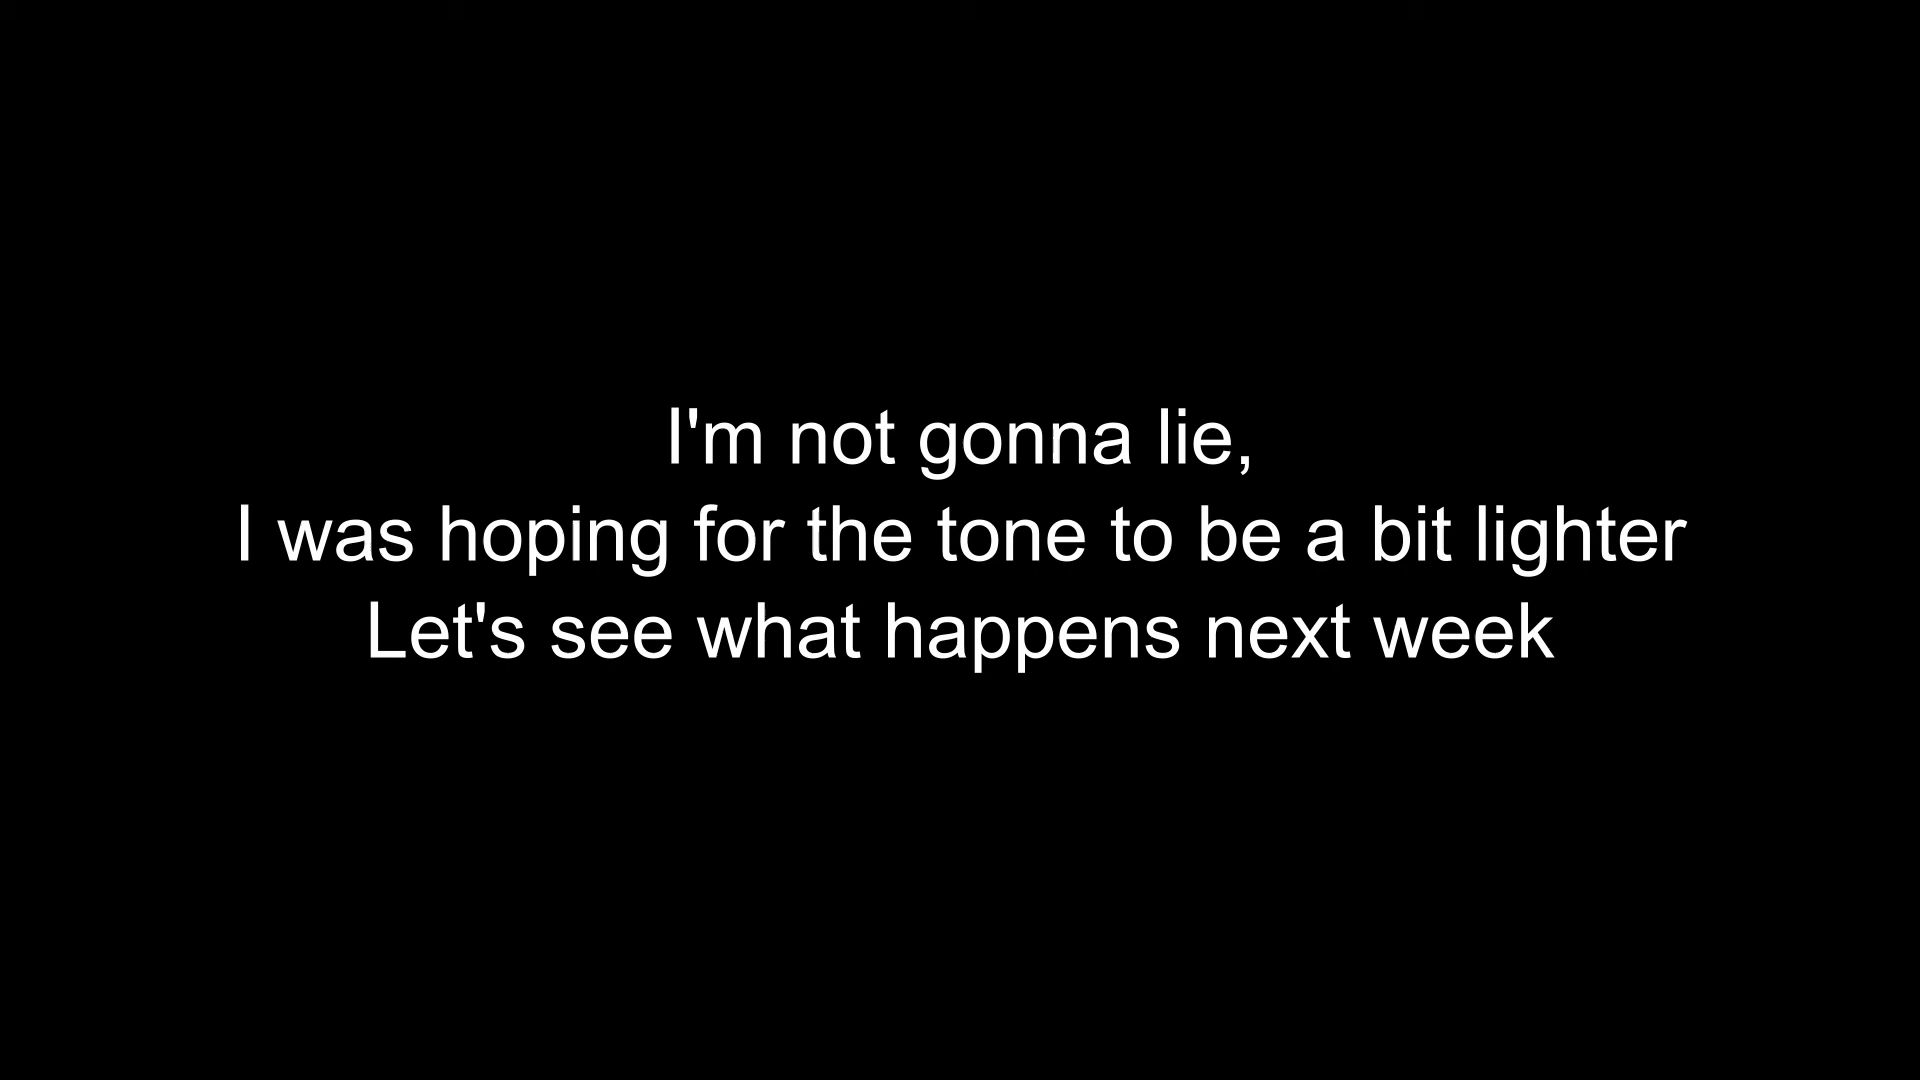 I'm not gonna lie,
I was hoping for the tone to be a bit lighter
Let's see what happens next week